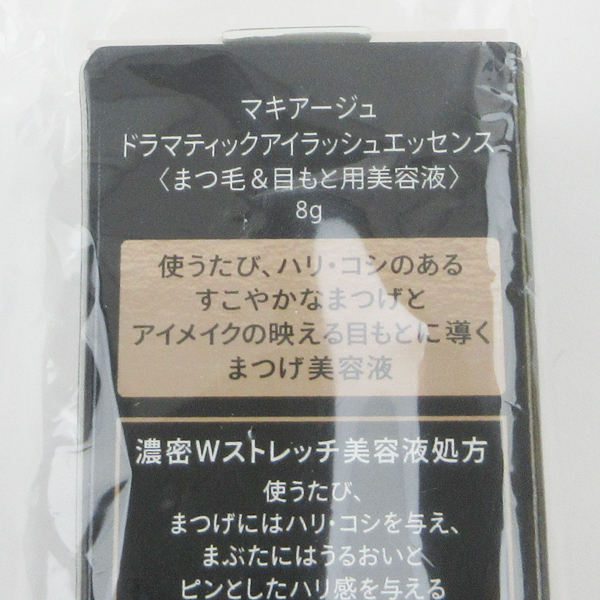 マキアージュ
ドラマティックアイラッシュエッセンス
〈まつ毛＆目もと用美容液〉
8g
使うたび、ハリ・コシのある
すこやかなまつげと
アイメイクの映える目もとに導く
まつげ美容液
濃密Wストレッチ美容液処方
使うたび、
まつげにはハリ・コシを与え、
まぶたにはうるおいと
ピンとしたハリ感を与える